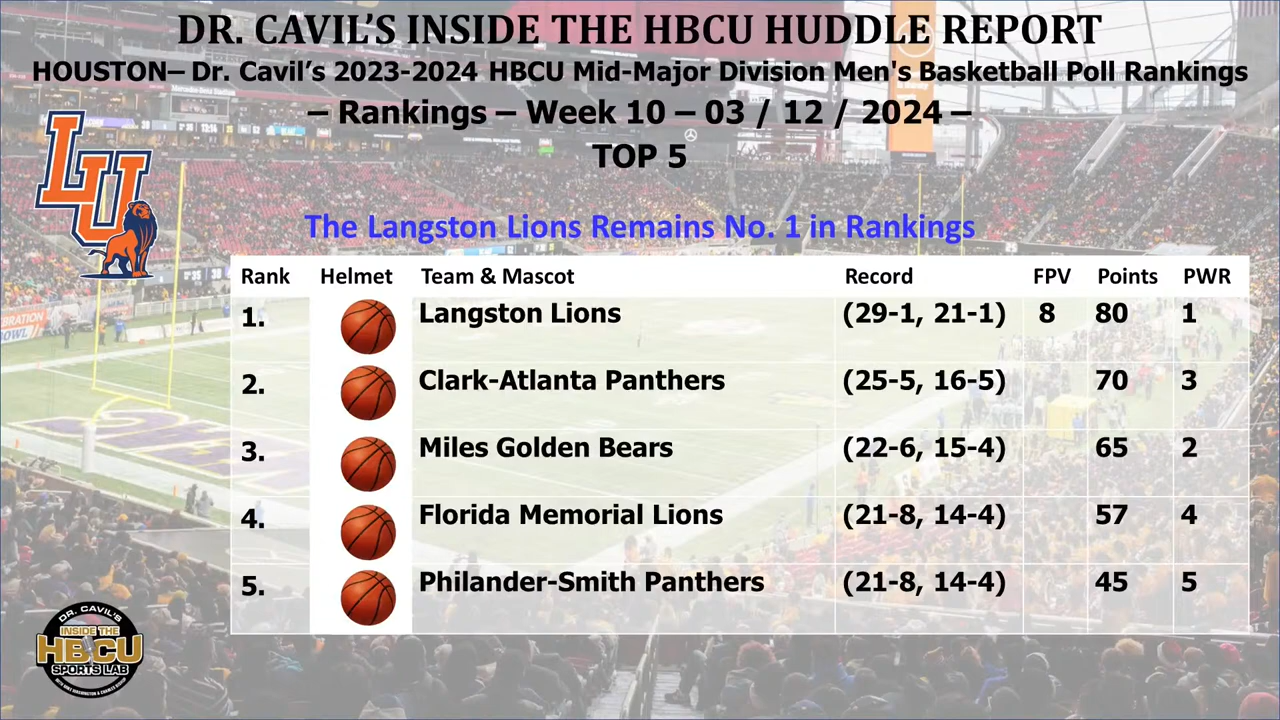 DR. CAVIL'S INSIDE THE HBCU HUDDLE REPORT
HOUSTON– Dr. Cavil's 2023-2024 HBCU Mid-Major Division Men's Basketball Poll Rankings
– Rankings – Week 10 – 03 / 12 / 2024 –
TOP 5
LU
The Langston Lions Remains No. 1 in Rankings
Rank Helmet Team & Mascot Record FPV Points PWR
1. Langston Lions (29-1, 21-1) 8 80 1
2. Clark-Atlanta Panthers (25-5, 16-5) 70 3
3. Miles Golden Bears (22-6, 15-4) 65 2
4. Florida Memorial Lions (21-8, 14-4) 57 4
5. Philander-Smith Panthers (21-8, 14-4) 45 5
DR. CAVIL'S
INSIDE THE
HBCU
SPORTS LAB